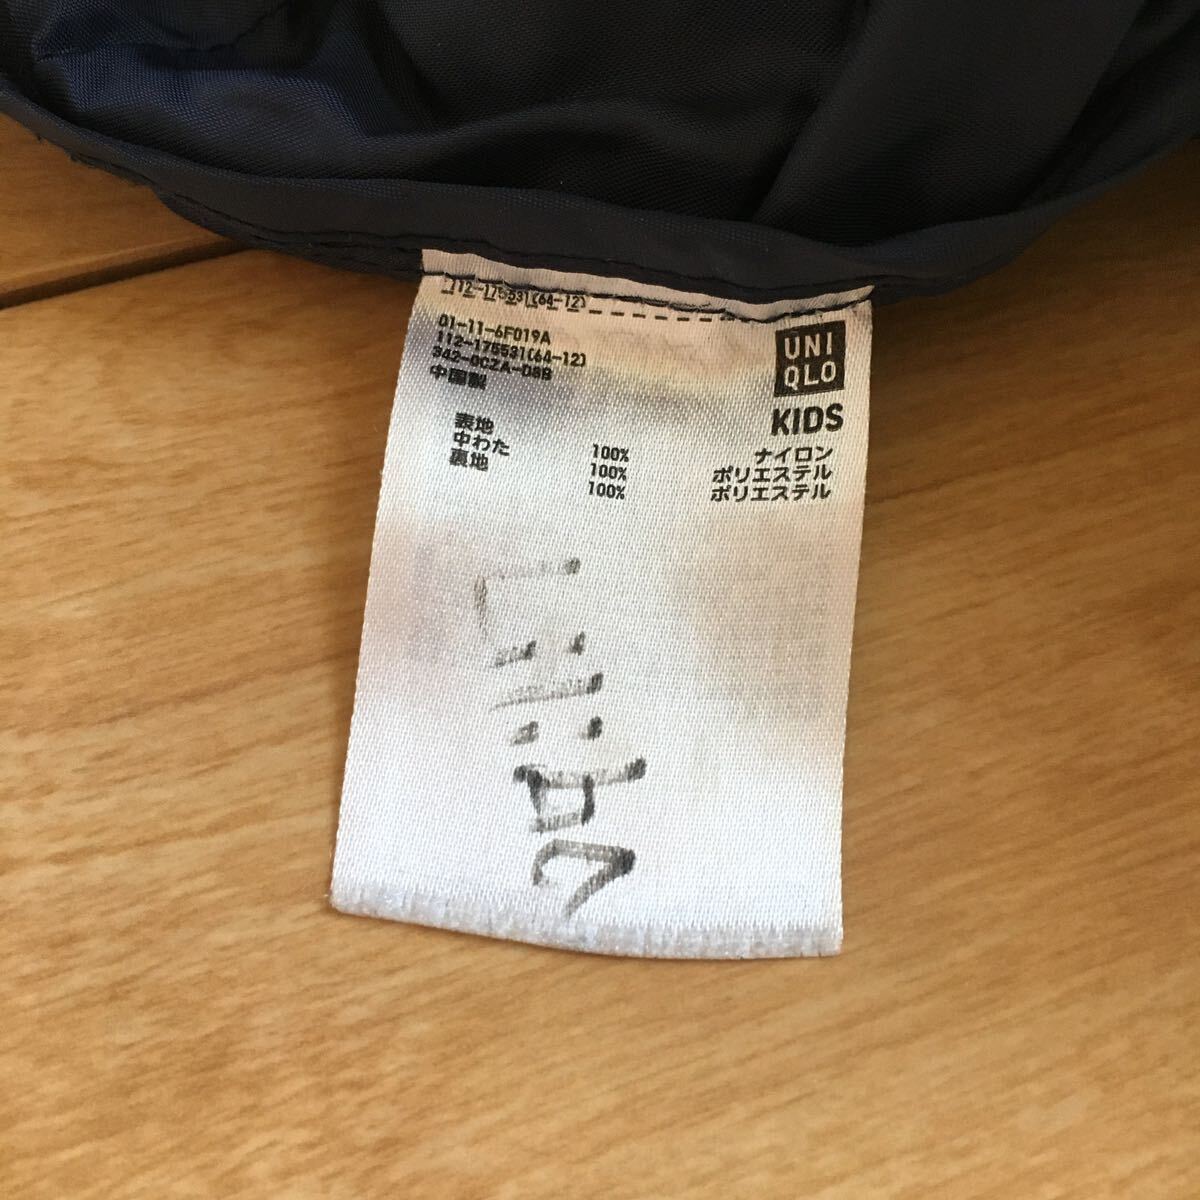 112-175531(64-12)
01-11-6F019A
112-175531(64-12)
342-0CZA-D8B
中国製
UNI
QLO
KIDS
表地 100% ナイロン
中わた 100% ポリエステル
裏地 100% ポリエステル